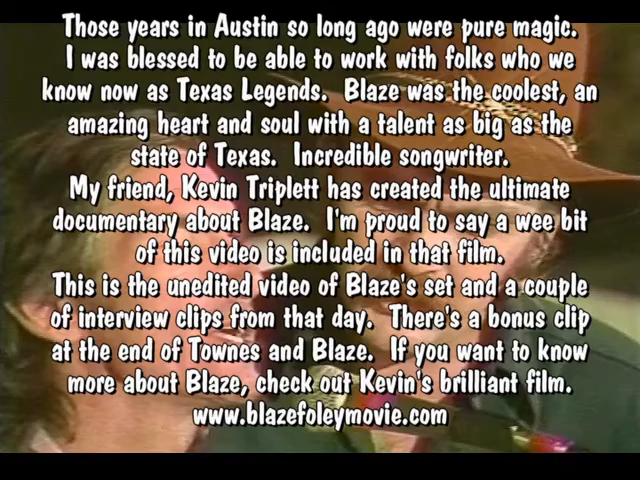 Those years in Austin so long ago were pure magic.
I was blessed to be able to work with folks who we
know now as Texas Legends.  Blaze was the coolest, an
amazing heart and soul with a talent as big as the
state of Texas.  Incredible songwriter.
My friend, Kevin Triplett has created the ultimate
documentary about Blaze.  I'm proud to say a wee bit
of this video is included in that film.
This is the unedited video of Blaze's set and a couple
of interview clips from that day.  There's a bonus clip
at the end of Townes and Blaze.  If you want to know
more about Blaze, check out Kevin's brilliant film.
www.blazefoleymovie.com